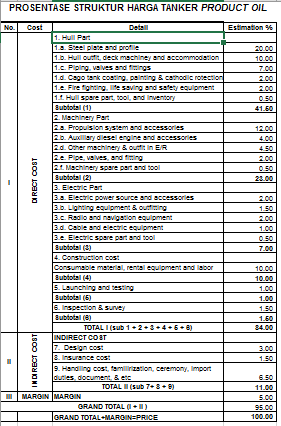 PROSENTASE STRUKTUR HARGA TANKER PRODUCT OIL
No. Cost Detail Estimation %
1. Hull Part
1.a. Steel plate and profile 20.00
1.b. Hull outfit, deck machinery and accommodation 10.00
1.c. Piping, valves and fittings 7.00
1.d. Cago tank coating, painting & cathodic rotection 2.00
1.e. Fire fighting, life saving and safety equipment 2.00
1.f. Hull spare part, tool, and inventory 0.50
Subtotal (1) 41.50
2. Machinery Part
2.a. Propulsion system and accessories 12.00
2.b. Auxiliary diesel engine and accessories 4.00
2.d. Other machinery & outfit in E/R 4.50
2.e. Pipe, valves, and fitting 2.00
2.f. Machinery spare part and tool 0.50
Subtotal (2) 23.00
I DIRECT COST
3. Electric Part
3.a. Electric power source and accessories 2.00
3.b. Lighting equipment & outfitting 1.50
3.c. Radio and navigation equipment 2.00
3.d. Cable and electric equipment 1.00
3.e. Electric spare part and tool 0.50
Subtotal (3) 7.00
4. Construction cost
Consumable material, rental equipment and labor 10.00
Subtotal (4) 10.00
5. Launching and testing 1.00
Subtotal (5) 1.00
6. Inspection & survey 1.50
Subtotal (6) 1.50
TOTAL I (sub 1 + 2 + 3 + 4 + 5 + 6) 84.00
II INDIRECT COST
INDIRECT COST
7. Design cost 3.00
8. Insurance cost 1.50
9. Handling cost, familirization, ceremony, import
duties, document, & etc 6.50
TOTAL II (sub 7+ 8 + 9) 11.00
III MARGIN MARGIN 5.00
GRAND TOTAL (I + II ) 95.00
GRAND TOTAL+MARGIN=PRICE 100.00